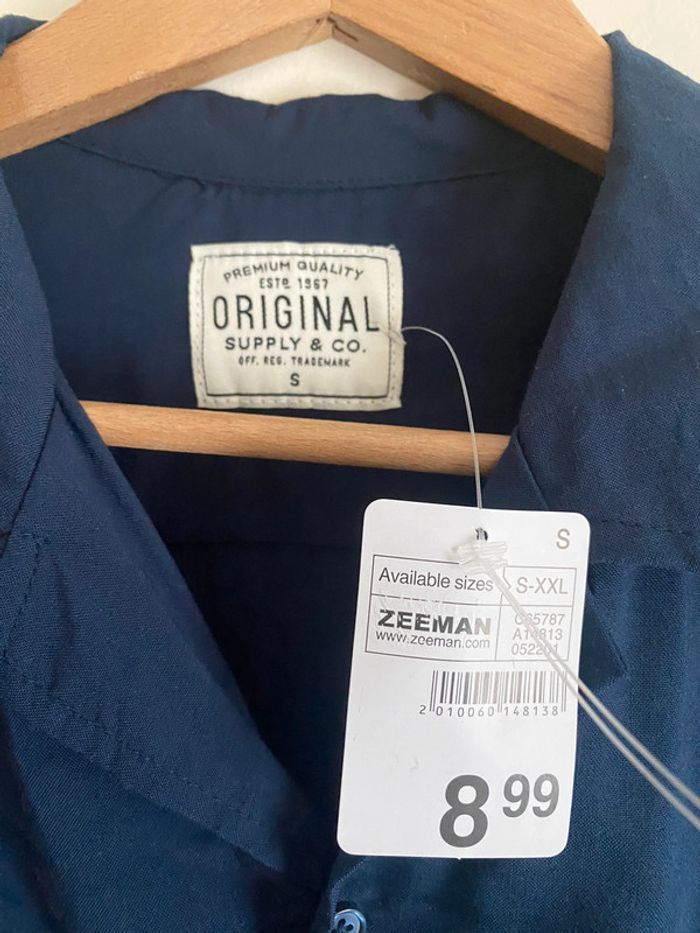 PREMIUM QUALITY
ESTD 1967
ORIGINAL
SUPPLY & CO.
OFF. REG. TRADEMARK
S
S
Available sizes S-XXL
ZEEMAN
www.zeeman.com
052201
2 010060 148138
8 99